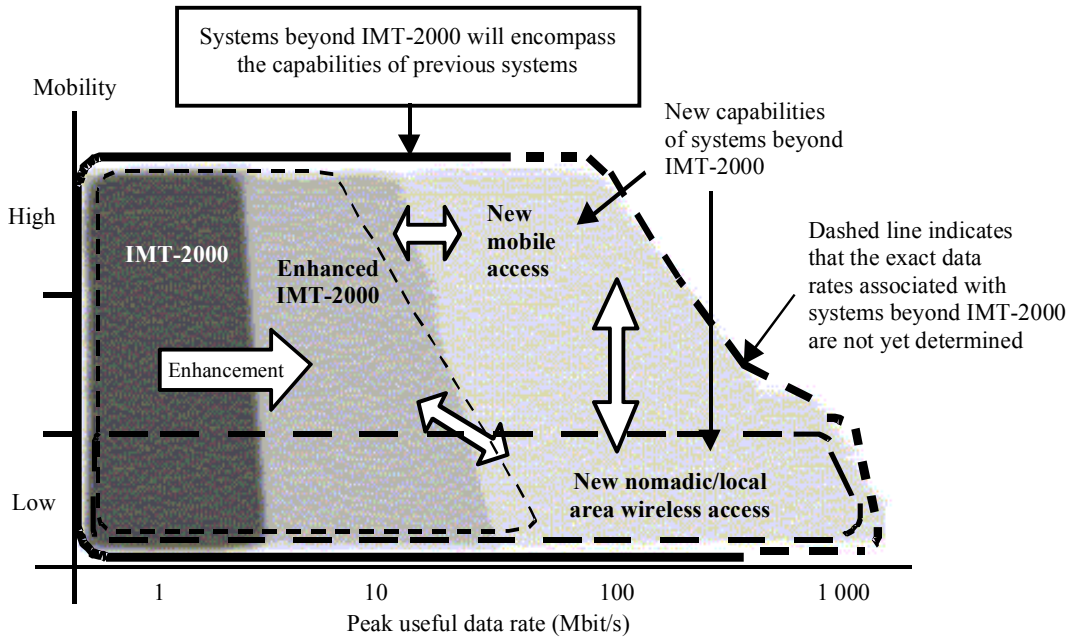 Systems beyond IMT-2000 will encompass
the capabilities of previous systems
Mobility
New capabilities
of systems beyond
IMT-2000
High
IMT-2000
Enhanced
IMT-2000
New
mobile
access
Dashed line indicates
that the exact data
rates associated with
systems beyond IMT-2000
are not yet determined
Enhancement
Low
New nomadic/local
area wireless access
1 10 100 1 000
Peak useful data rate (Mbit/s)